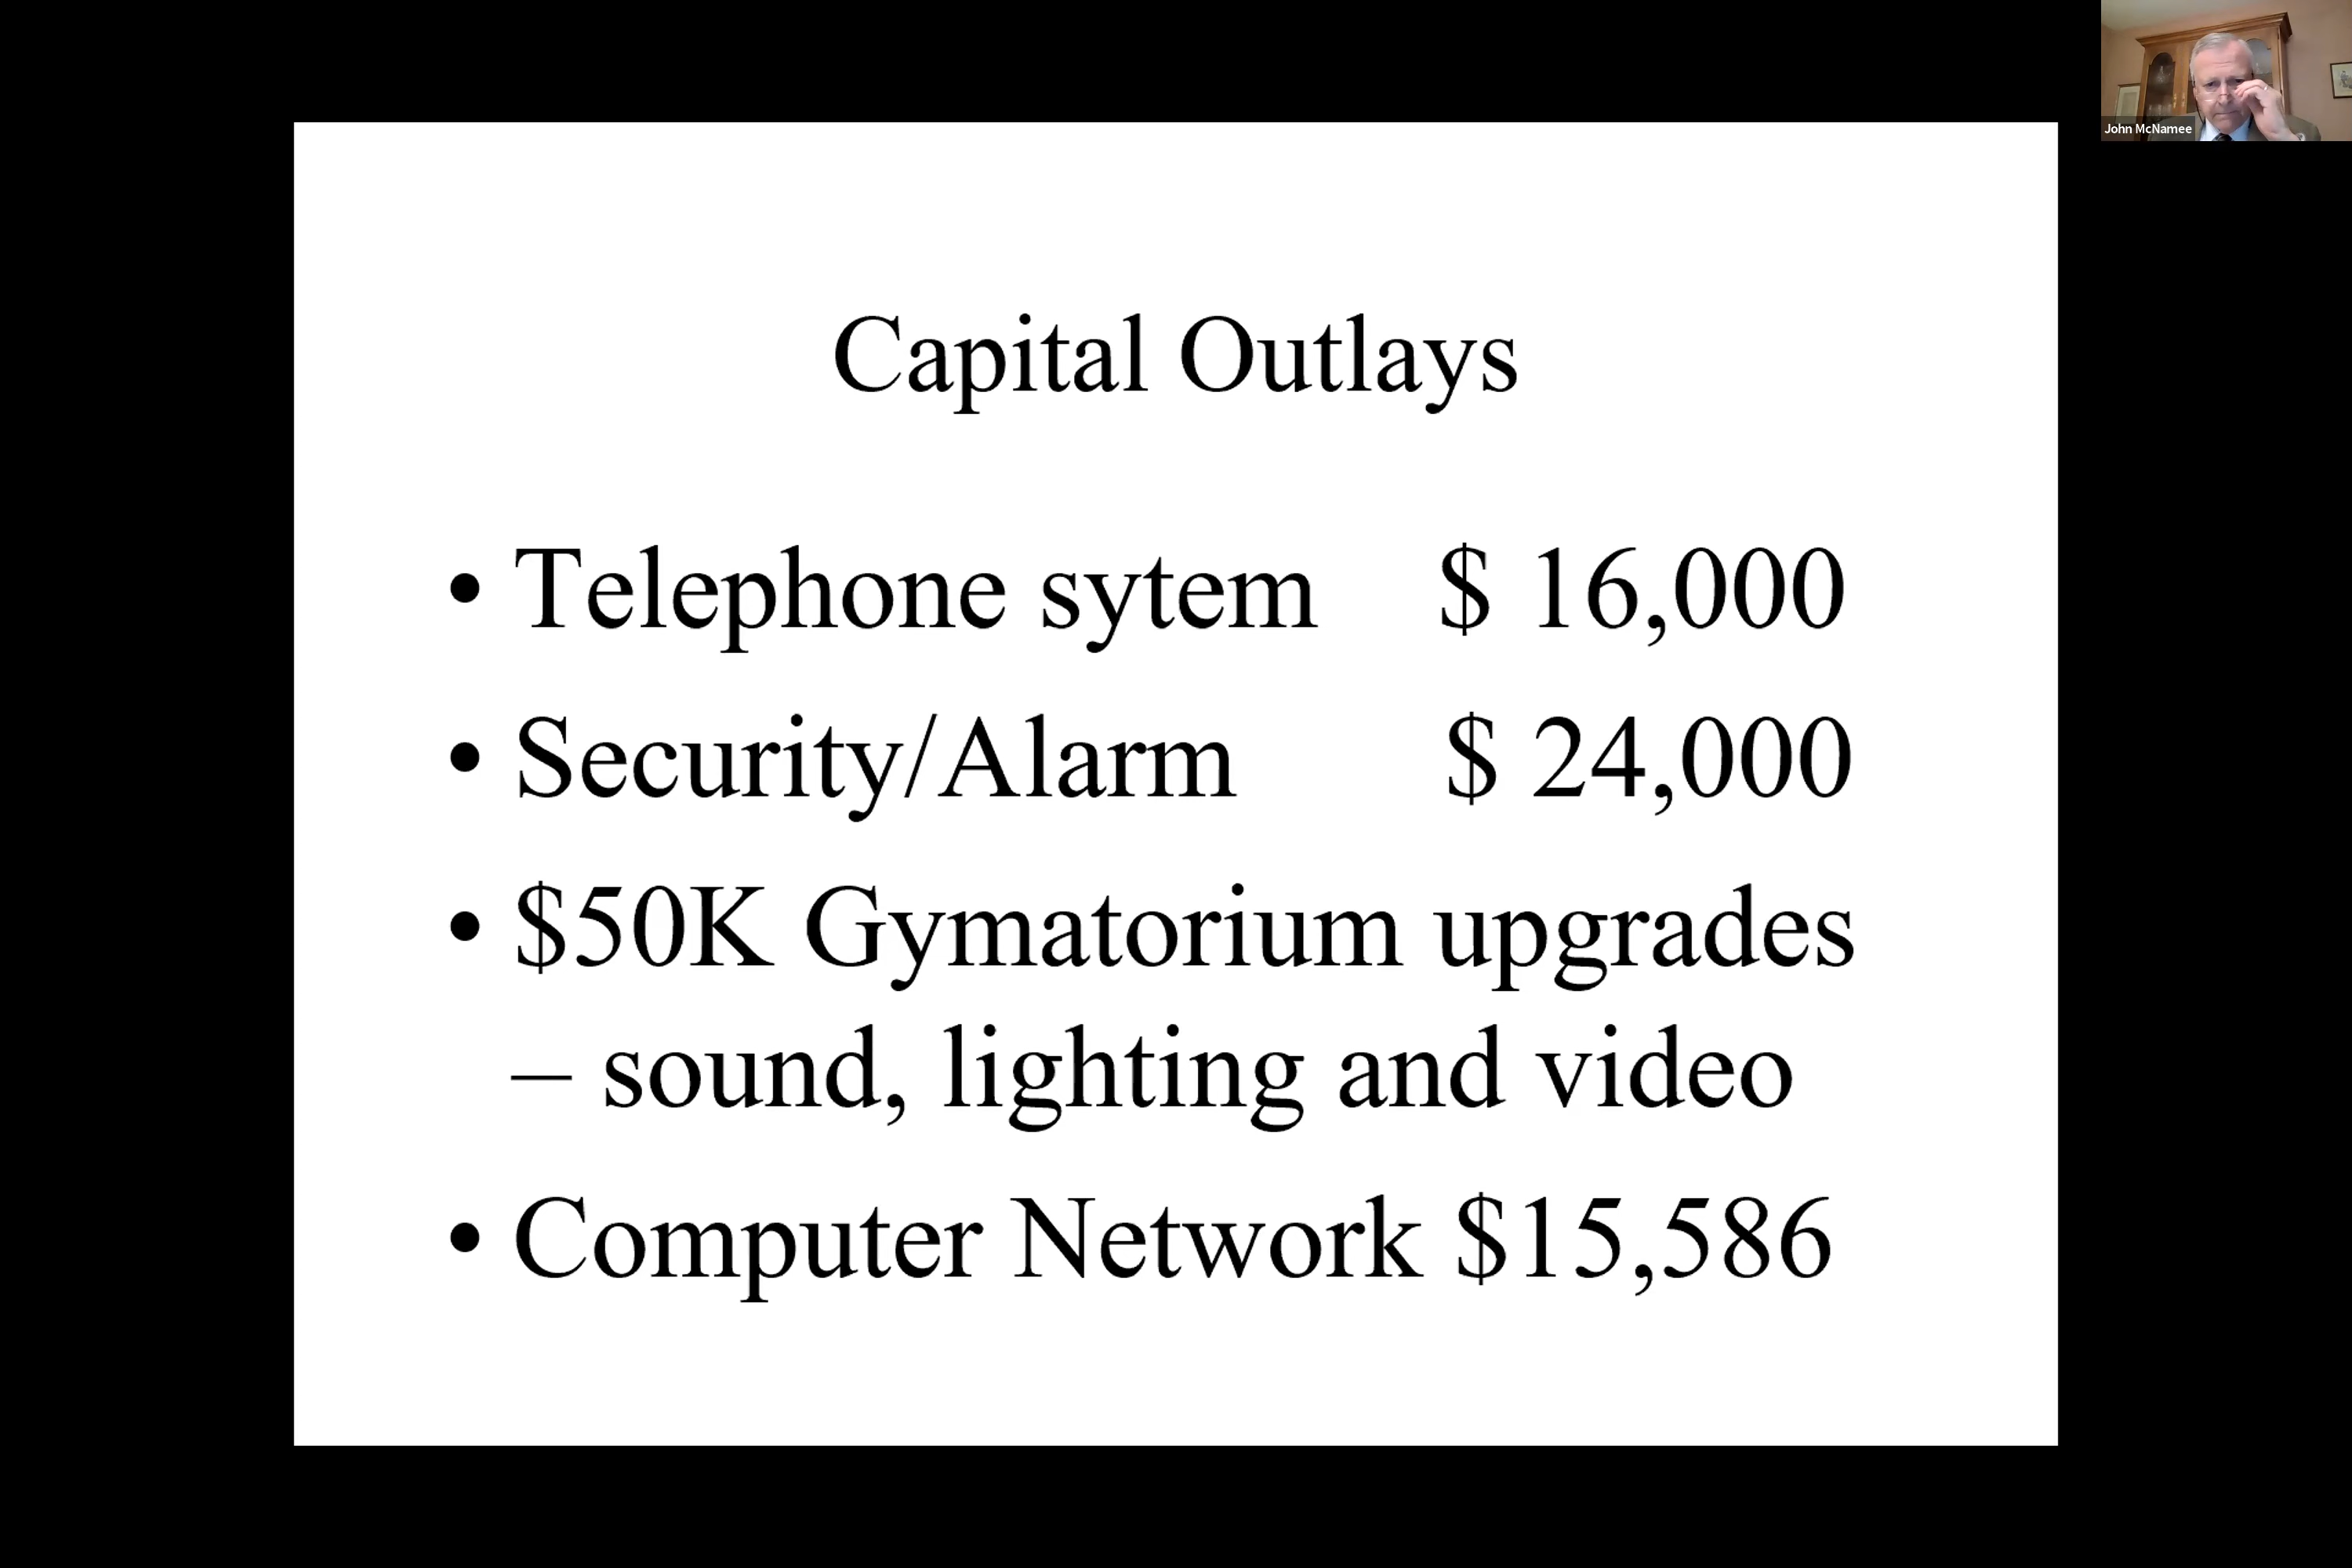 John McNamee
Capital Outlays
• Telephone sytem $ 16,000
• Security/Alarm $ 24,000
• $50K Gymatorium upgrades
– sound, lighting and video
• Computer Network $15,586